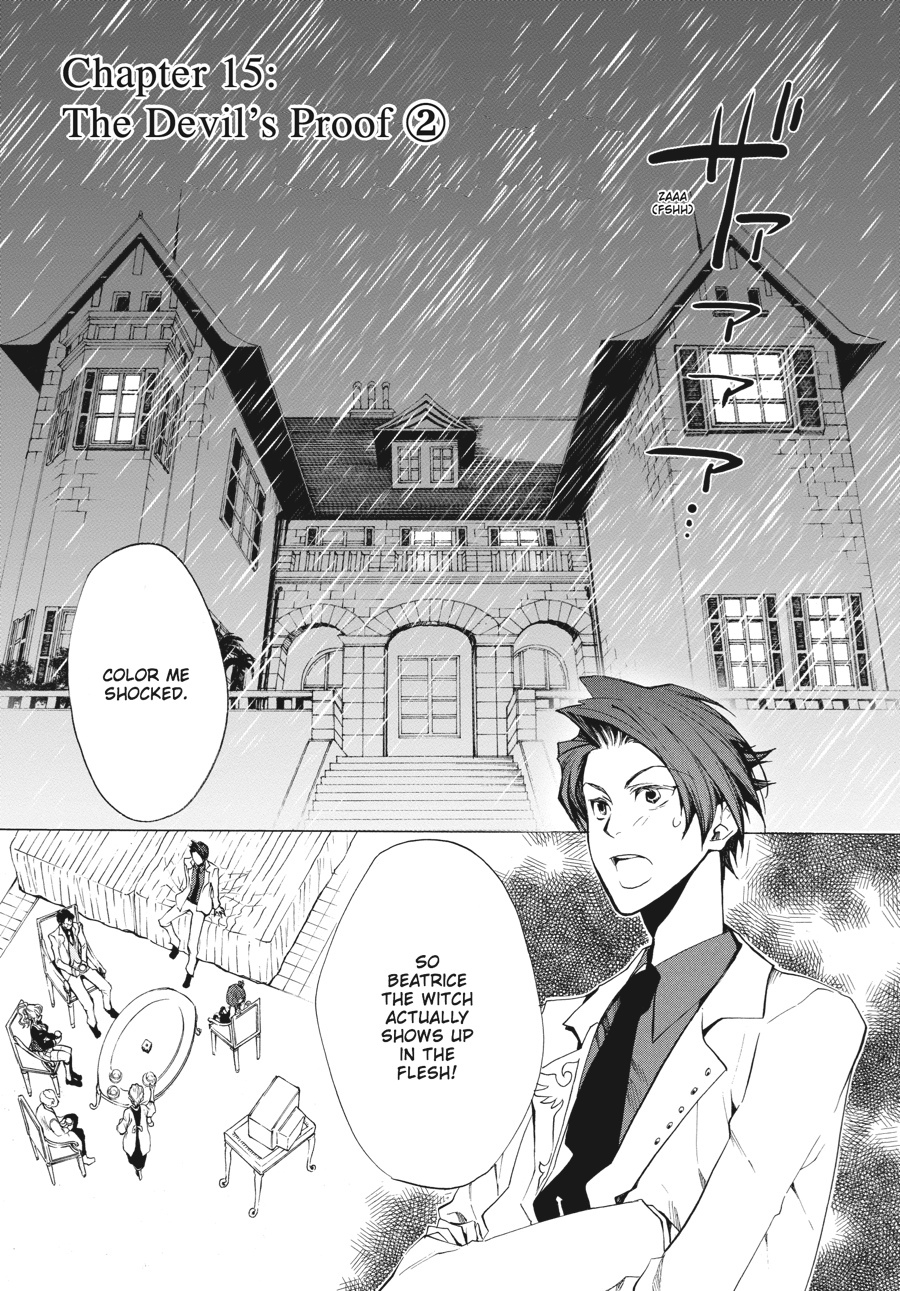 Chapter 15:
The Devil's Proof ②
ザァァァァ…
ZAAA
(FSHH)
COLOR ME
SHOCKED.
SO
BEATRICE
THE WITCH
ACTUALLY
SHOWS UP
IN THE
FLESH!